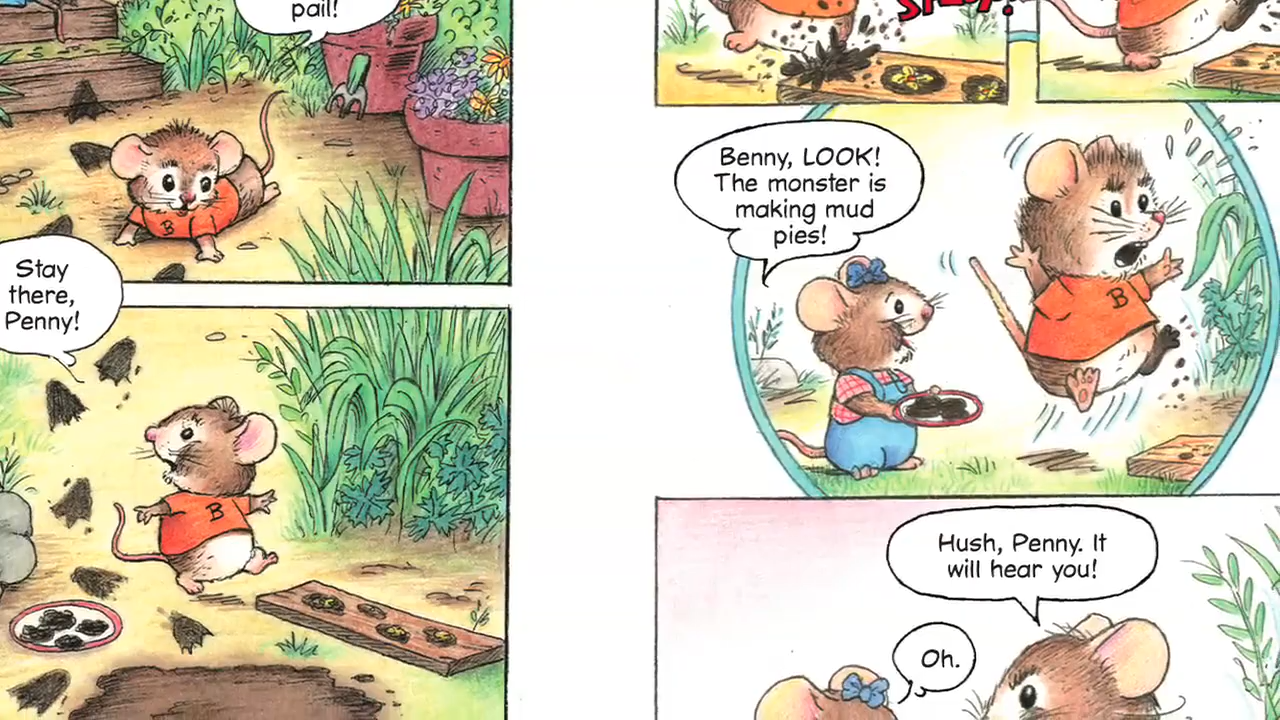 pail!
Stay
there,
Penny!
B
B
Benny, LOOK!
The monster is
making mud
pies!
B
Hush, Penny. It
will hear you!
Oh.